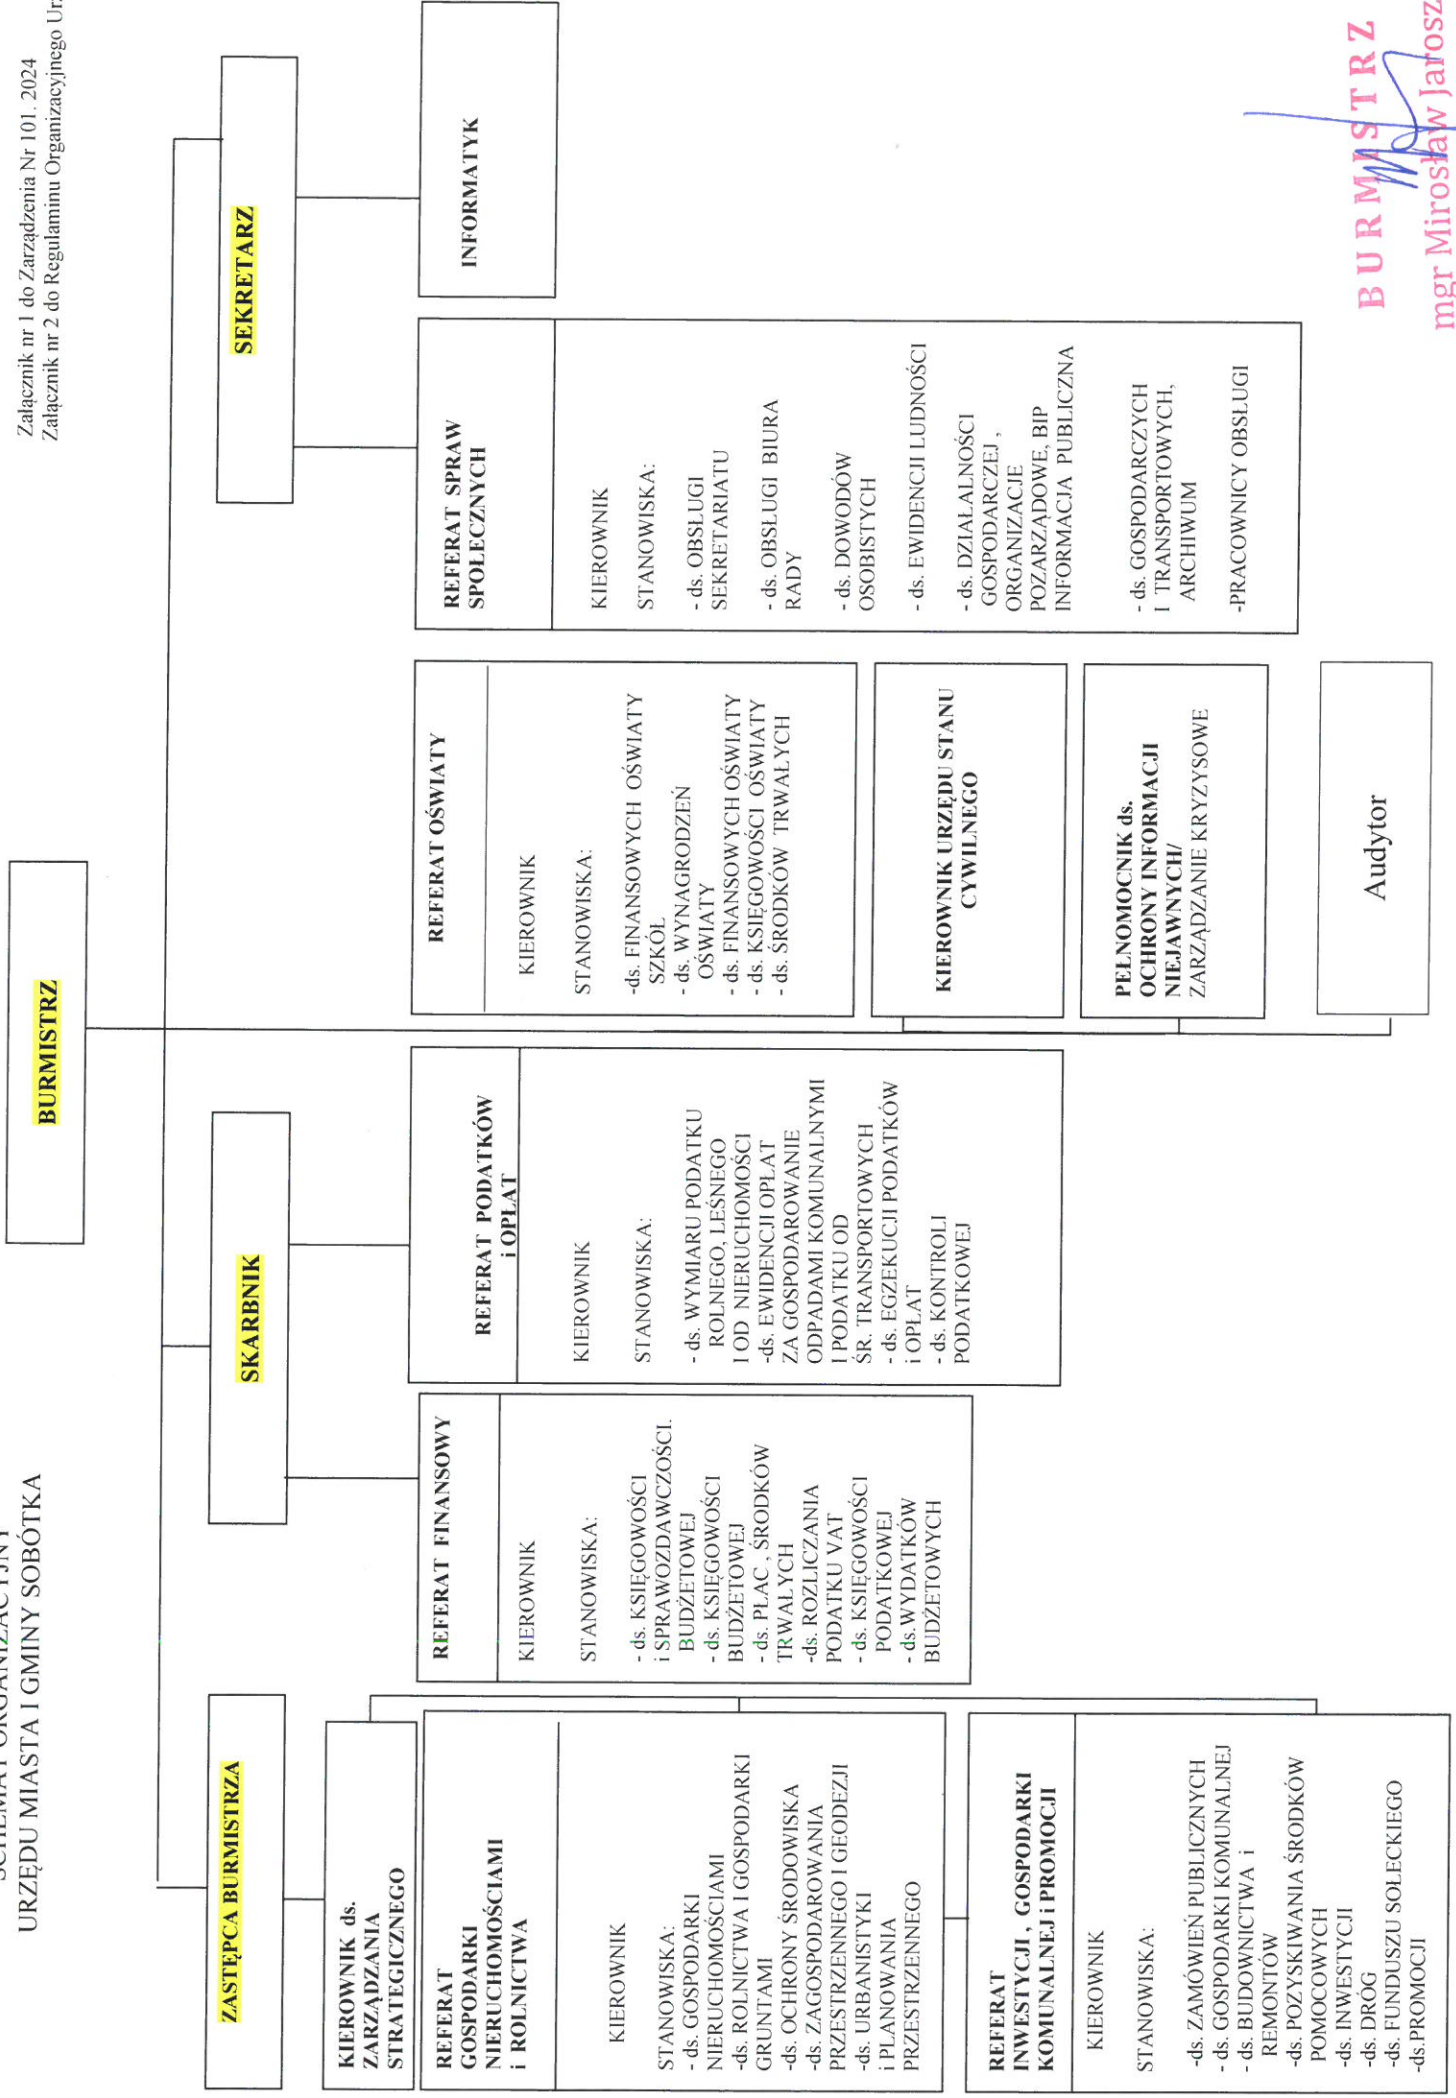 Załącznik nr 1 do Zarządzenia Nr 101. 2024
Załącznik nr 2 do Regulaminu Organizacyjnego
SCHEMAT ORGANIZACYJNY
URZĘDU MIASTA I GMINY SOBÓTKA
BURMISTRZ
ZASTĘPCA BURMISTRZA
SKARBNIK
SEKRETARZ
KIEROWNIK ds.
ZARZĄDZANIA
STRATEGICZNEGO
REFERAT
GOSPODARKI
NIERUCHOMOŚCIAMI
i ROLNICTWA
KIEROWNIK
STANOWISKA:
- ds. GOSPODARKI
NIERUCHOMOŚCIAMI
-ds. ROLNICTWA I GOSPODARKI
GRUNTAMI
-ds. OCHRONY ŚRODOWISKA
-ds. ZAGOSPODAROWANIA
PRZESTRZENNEGO I GEODEZJI
-ds. URBANISTYKI
i PLANOWANIA
PRZESTRZENNEGO
REFERAT
INWESTYCJI , GOSPODARKI
KOMUNALNEJ i PROMOCJI
KIEROWNIK
STANOWISKA:
-ds. ZAMÓWIEŃ PUBLICZNYCH
- ds. GOSPODARKI KOMUNALNEJ
- ds. BUDOWNICTWA i
REMONTÓW
-ds. POZYSKIWANIA ŚRODKÓW
POMOCOWYCH
-ds. INWESTYCJI
-ds. DRÓG
-ds. FUNDUSZU SOŁECKIEGO
-ds.PROMOCJI
REFERAT FINANSOWY
KIEROWNIK
STANOWISKA:
- ds. KSIĘGOWOŚCI
i SPRAWOZDAWCZOŚCI.
BUDŻETOWEJ
- ds. KSIĘGOWOŚCI
BUDŻETOWEJ
- ds. PŁAC , ŚRODKÓW
TRWAŁYCH
-ds. ROZLICZANIA
PODATKU VAT
- ds. KSIĘGOWOŚCI
PODATKOWEJ
- ds.WYDATKÓW
BUDŻETOWYCH
REFERAT PODATKÓW
i OPŁAT
KIEROWNIK
STANOWISKA:
- ds. WYMIARU PODATKU
ROLNEGO, LEŚNEGO
I OD NIERUCHOMOŚCI
-ds. EWIDENCJI OPŁAT
ZA GOSPODAROWANIE
ODPADAMI KOMUNALNYMI
I PODATKU OD
ŚR. TRANSPORTOWYCH
- ds. EGZEKUCJI PODATKÓW
i OPŁAT
- ds. KONTROLI
PODATKOWEJ
REFERAT OŚWIATY
KIEROWNIK
STANOWISKA:
-ds. FINANSOWYCH OŚWIATY
SZKÓŁ
- ds. WYNAGRODZEŃ
OŚWIATY
- ds. FINANSOWYCH OŚWIATY
- ds. KSIĘGOWOŚCI OŚWIATY
- ds. ŚRODKÓW TRWAŁYCH
KIEROWNIK URZĘDU STANU
CYWILNEGO
PEŁNOMOCNIK ds.
OCHRONY INFORMACJI
NIEJAWNYCH/
ZARZĄDZANIE KRYZYSOWE
Audytor
REFERAT SPRAW
SPOŁECZNYCH
KIEROWNIK
STANOWISKA:
- ds. OBSŁUGI
SEKRETARIATU
- ds. OBSŁUGI BIURA
RADY
- ds. DOWODÓW
OSOBISTYCH
- ds. EWIDENCJI LUDNOŚCI
- ds. DZIAŁALNOŚCI
GOSPODARCZEJ ,
ORGANIZACJE
POZARZĄDOWE, BIP
INFORMACJA PUBLICZNA
- ds. GOSPODARCZYCH
I TRANSPORTOWYCH,
ARCHIWUM
-PRACOWNICY OBSŁUGI
INFORMATYK
BURMISTRZ
mgr Mirosław Jarosz